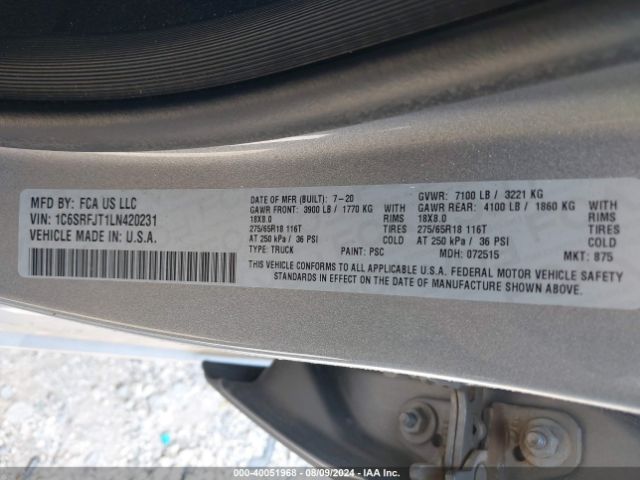 MFD BY: FCA US LLC
VIN: 1C6SRFJT1LN420231
VEHICLE MADE IN: U.S.A.
DATE OF MFR (BUILT): 7-20
GAWR FRONT: 3900 LB / 1770 KG WITH
18X8.0 RIMS
275/65R18 116T TIRES
AT 250 kPa / 36 PSI COLD
TYPE: TRUCK PAINT: PSC
GVWR: 7100 LB / 3221 KG
GAWR REAR: 4100 LB / 1860 KG WITH
18X8.0 RIMS
275/65R18 116T TIRES
AT 250 kPa / 36 PSI COLD
MDH: 072515 MKT: 875
THIS VEHICLE CONFORMS TO ALL APPLICABLE U.S.A. FEDERAL MOTOR VEHICLE SAFETY
STANDARDS IN EFFECT ON THE DATE OF MANUFACTURE SHOWN ABOVE.
000-40051968 - 08/09/2024 - IAA Inc.